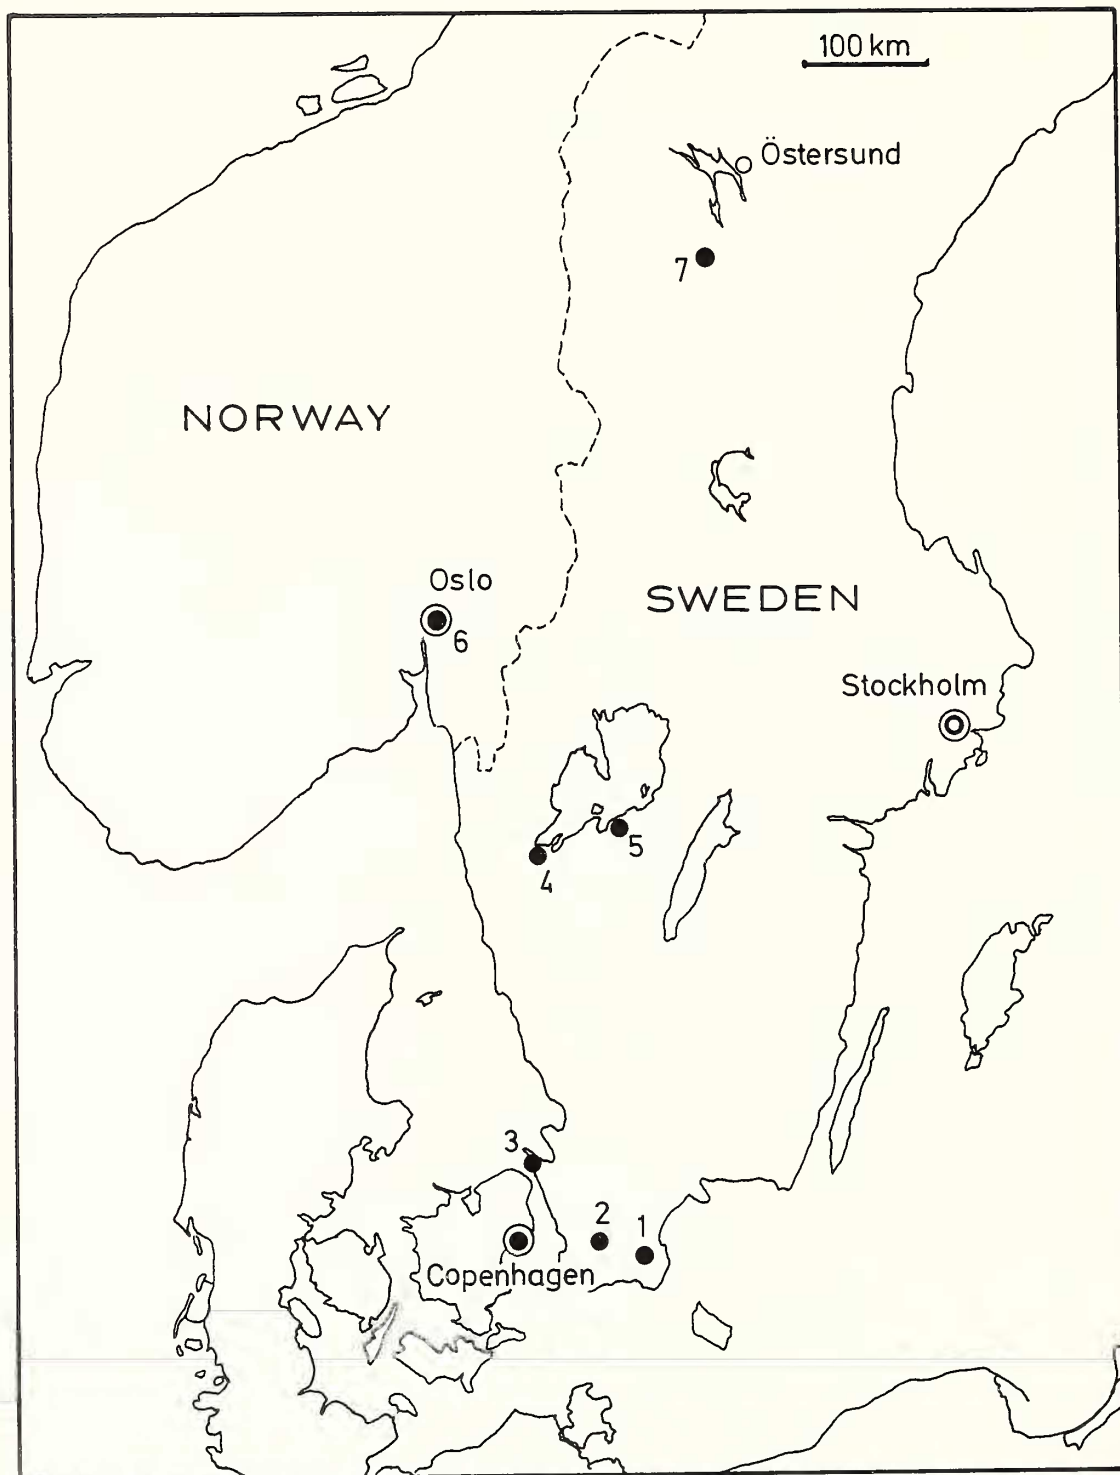 100 km
Östersund
7
NORWAY
Oslo
6
SWEDEN
Stockholm
5
4
3
2
1
Copenhagen